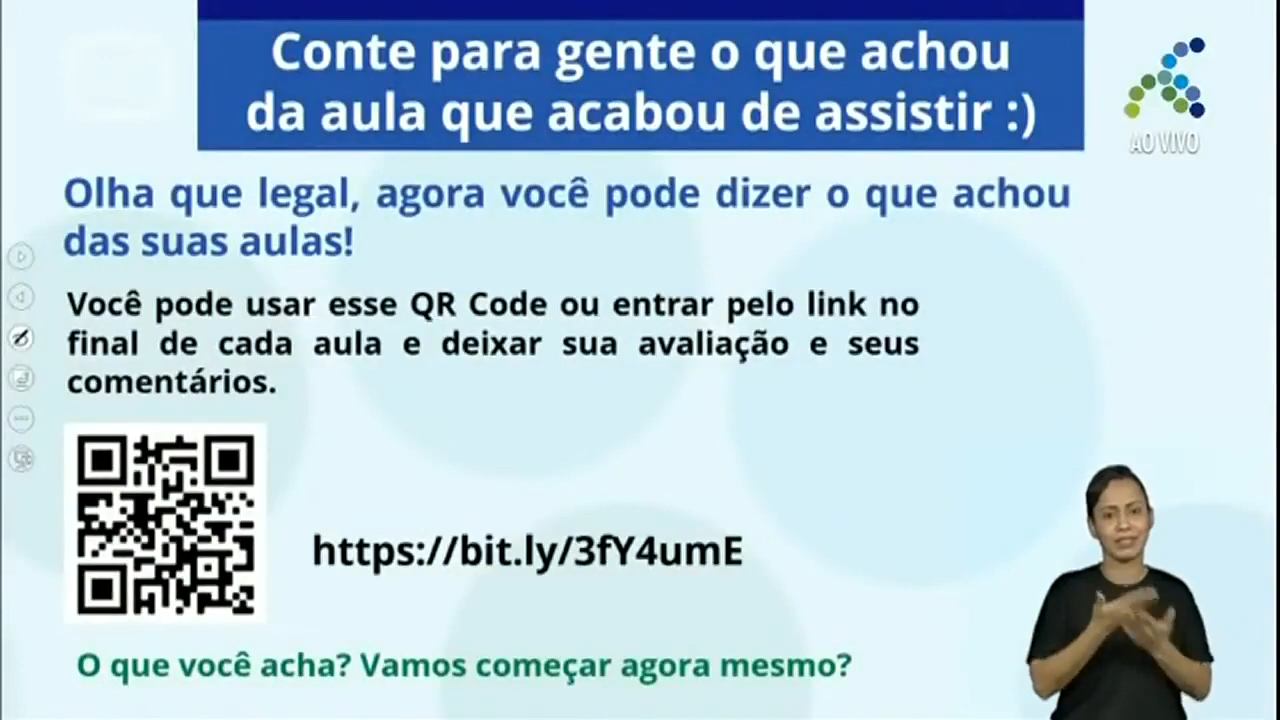 Conte para gente o que achou
da aula que acabou de assistir :)
AO VIVO
Olha que legal, agora você pode dizer o que achou
das suas aulas!
Você pode usar esse QR Code ou entrar pelo link no
final de cada aula e deixar sua avaliação e seus
comentários.
https://bit.ly/3fY4umE
O que você acha? Vamos começar agora mesmo?